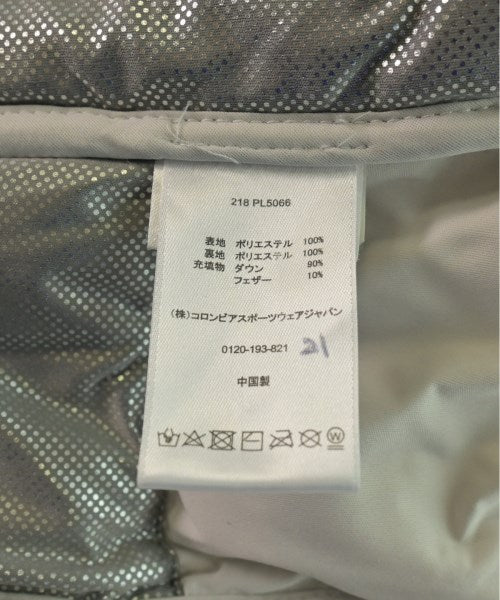 218 PL5066
表地 ポリエステル 100%
裏地 ポリエステル 100%
充填物 ダウン 90%
フェザー 10%
(株)コロンビアスポーツウェアジャパン
0120-193-821 21
中国製
W